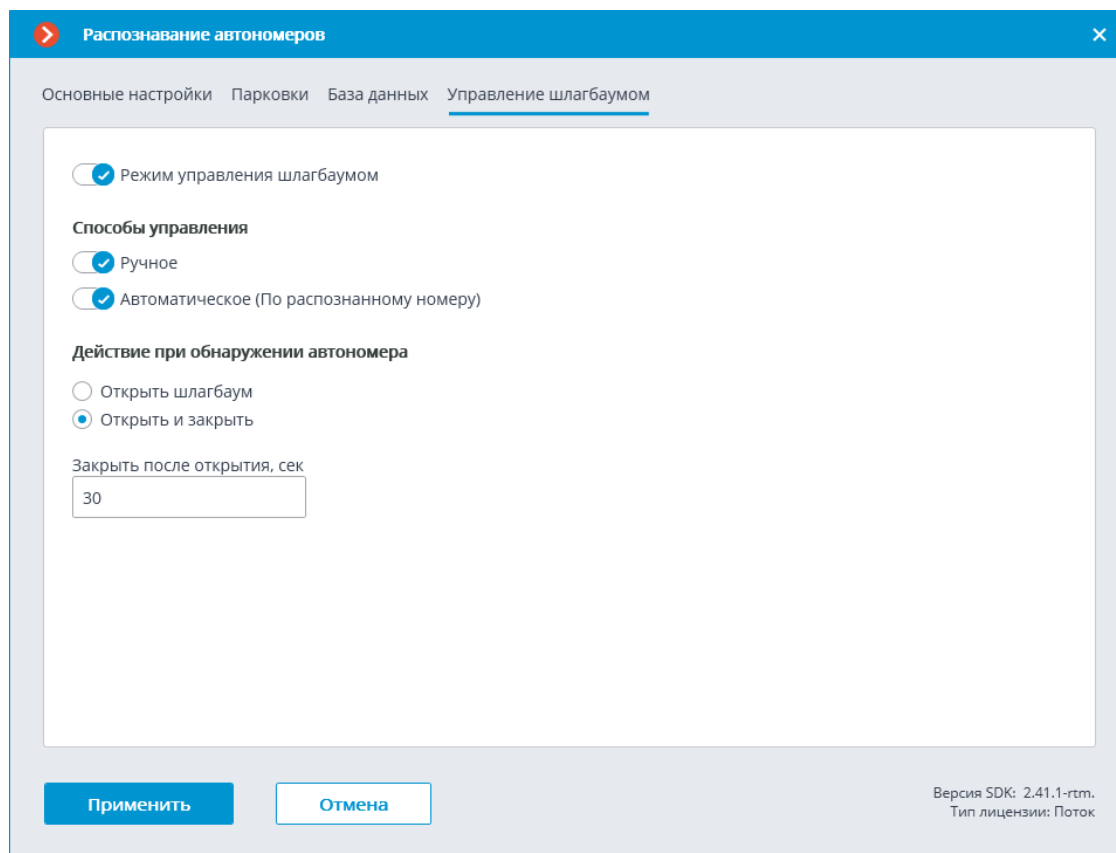 Распознавание автономеров
Основные настройки Парковки База данных Управление шлагбаумом
Режим управления шлагбаумом
Способы управления
Ручное
Автоматическое (По распознанному номеру)
Действие при обнаружении автономера
Открыть шлагбаум
Открыть и закрыть
Закрыть после открытия, сек
30
Применить Отмена
Версия SDK: 2.41.1-rtm.
Тип лицензии: Поток